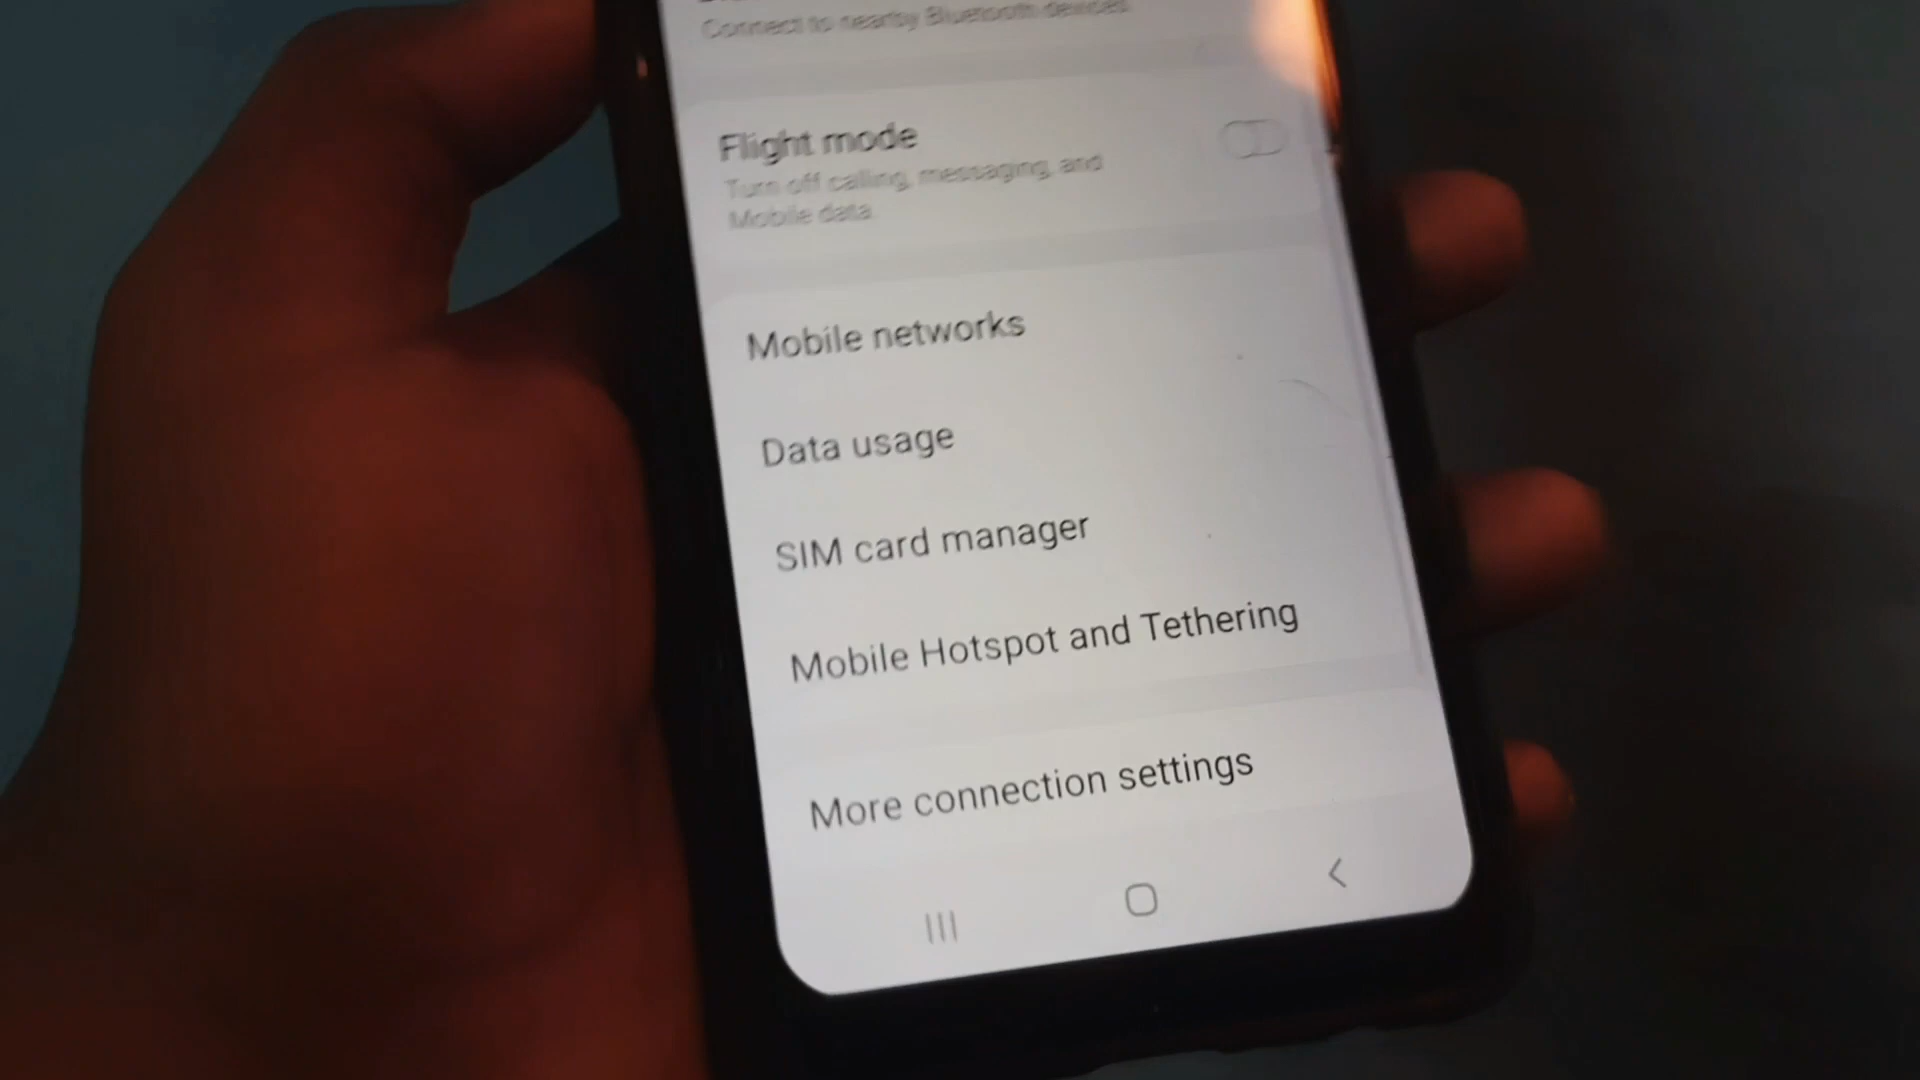 Connect to nearby Bluetooth devices.
Flight mode
Turn off calling, messaging, and
Mobile data.
Mobile networks
Data usage
SIM card manager
Mobile Hotspot and Tethering
More connection settings